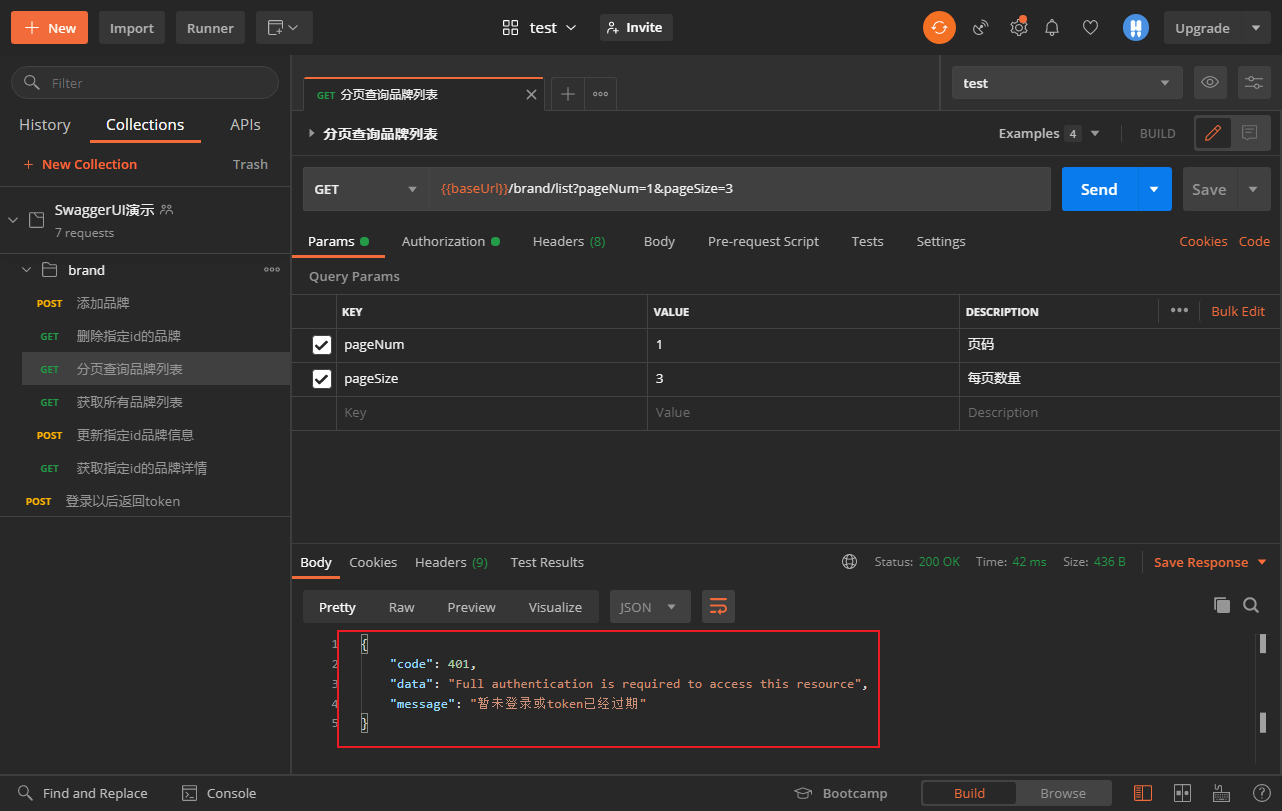 New Import Runner test Invite Upgrade
Filter
History Collections APIs
New Collection Trash
SwaggerUI演示
7 requests
brand
POST 添加品牌
GET 删除指定id的品牌
GET 分页查询品牌列表
GET 获取所有品牌列表
POST 更新指定id品牌信息
GET 获取指定id的品牌详情
POST 登录以后返回token
GET 分页查询品牌列表
test
分页查询品牌列表 Examples 4 BUILD
GET {{baseUrl}}/brand/list?pageNum=1&pageSize=3 Send Save
Params Authorization Headers (8) Body Pre-request Script Tests Settings Cookies Code
Query Params
KEY VALUE DESCRIPTION Bulk Edit
pageNum 1 页码
pageSize 3 每页数量
Key Value Description
Body Cookies Headers (9) Test Results Status: 200 OK Time: 42 ms Size: 436 B Save Response
Pretty Raw Preview Visualize JSON
1 {
2 "code": 401,
3 "data": "Full authentication is required to access this resource",
4 "message": "暂未登录或token已经过期"
5 }
Find and Replace Console Bootcamp Build Browse